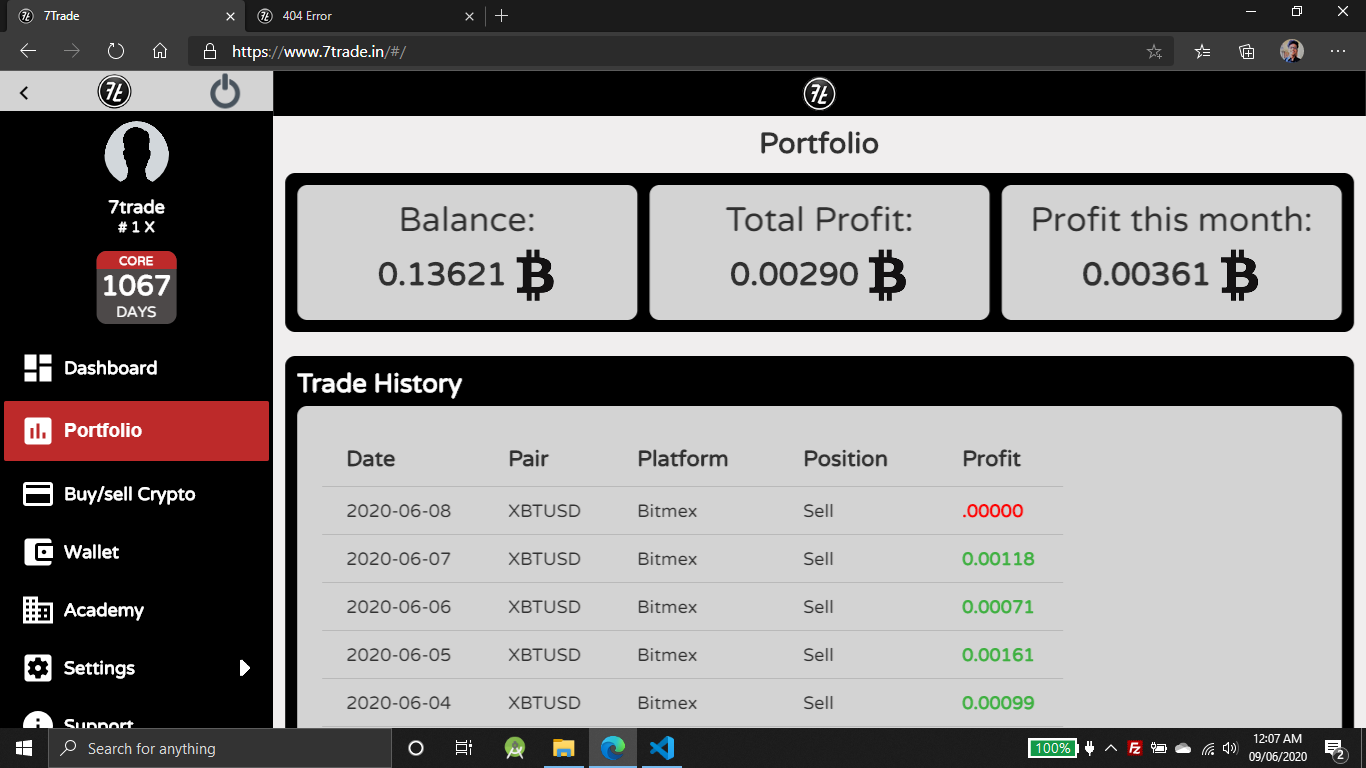 7Trade
404 Error
https://www.7trade.in/#/
Portfolio
7trade
# 1 X
CORE
1067
DAYS
Dashboard
Portfolio
Buy/sell Crypto
Wallet
Academy
Settings
Support
Balance:
0.13621
Total Profit:
0.00290
Profit this month:
0.00361
Trade History
Date Pair Platform Position Profit
2020-06-08 XBTUSD Bitmex Sell .00000
2020-06-07 XBTUSD Bitmex Sell 0.00118
2020-06-06 XBTUSD Bitmex Sell 0.00071
2020-06-05 XBTUSD Bitmex Sell 0.00161
2020-06-04 XBTUSD Bitmex Sell 0.00099
Search for anything
100%
12:07 AM
09/06/2020
2